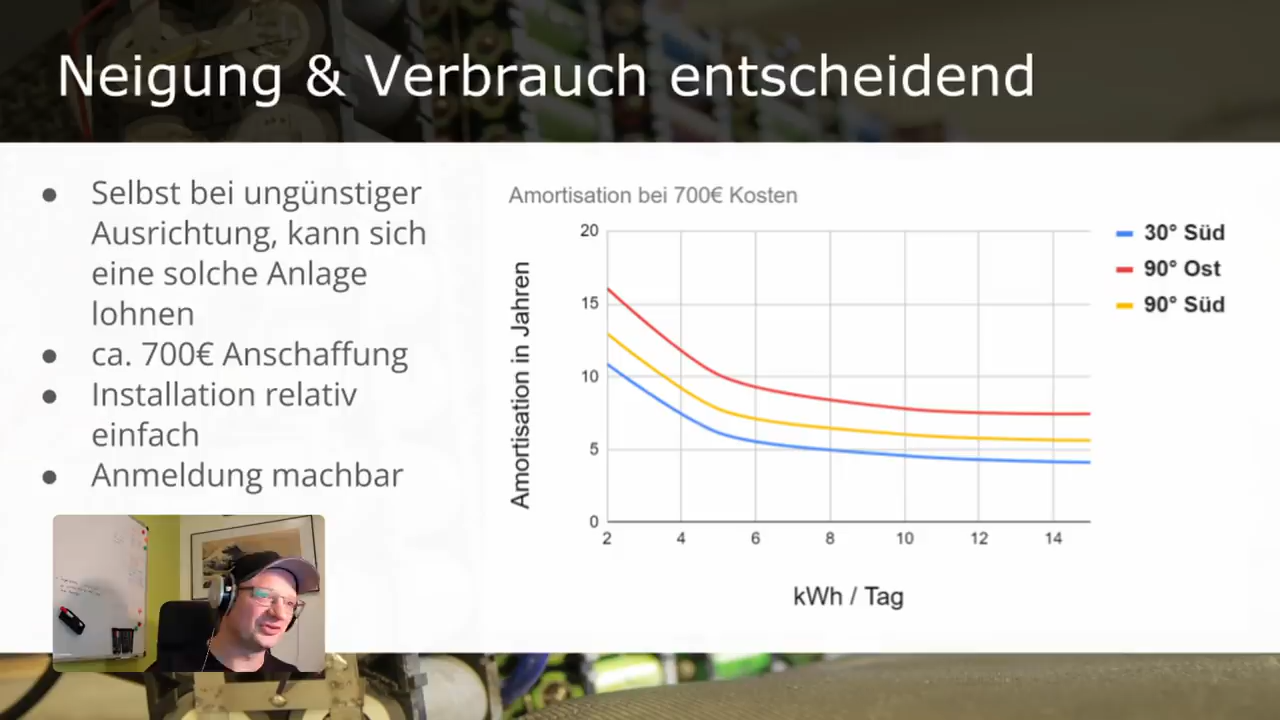 Neigung & Verbrauch entscheidend
● Selbst bei ungünstiger
Ausrichtung, kann sich
eine solche Anlage
lohnen
● ca. 700€ Anschaffung
● Installation relativ
einfach
● Anmeldung machbar
Amortisation bei 700€ Kosten
Amortisation in Jahren
20
15
10
5
0
2 4 6 8 10 12 14
kWh / Tag
30° Süd
90° Ost
90° Süd